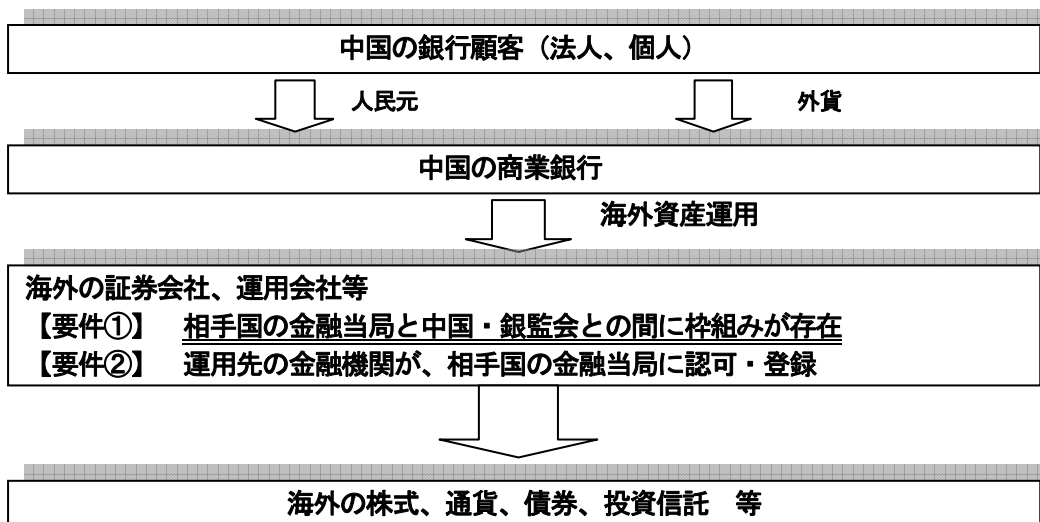 中国の銀行顧客（法人、個人）
人民元 外貨
中国の商業銀行
海外資産運用
海外の証券会社、運用会社等
【要件①】 相手国の金融当局と中国・銀監会との間に枠組みが存在
【要件②】 運用先の金融機関が、相手国の金融当局に認可・登録
海外の株式、通貨、債券、投資信託 等